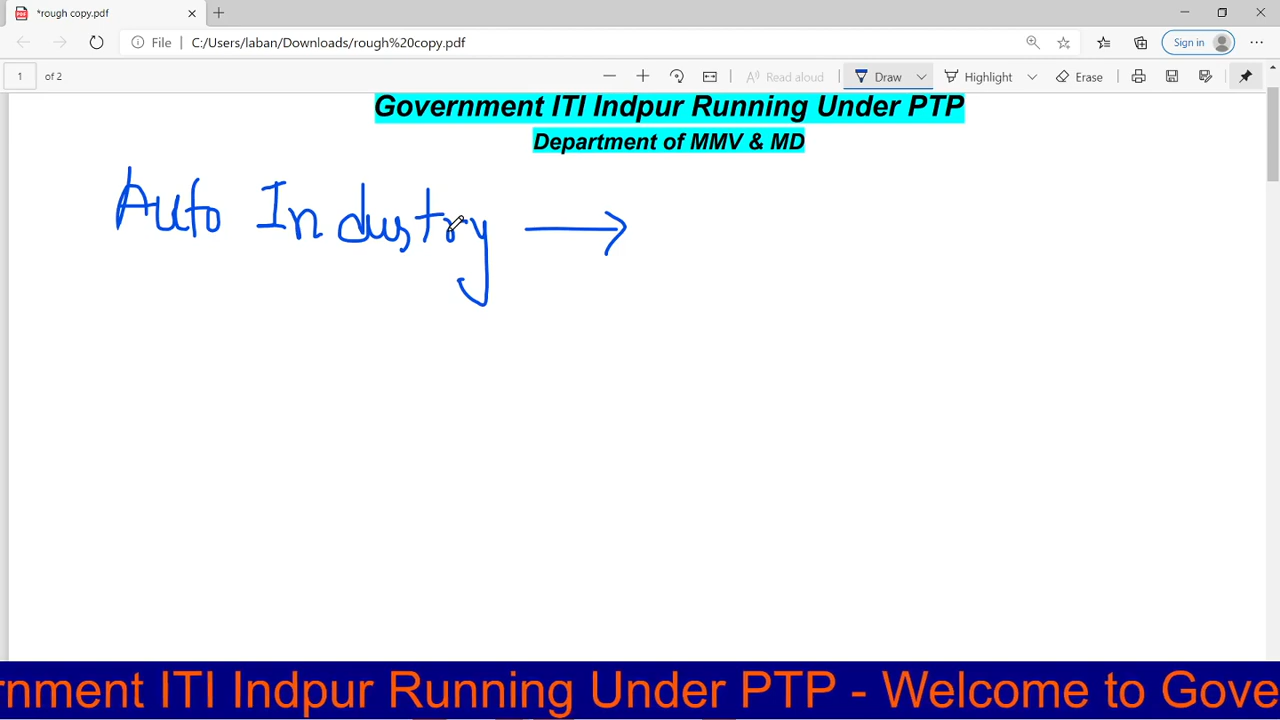 *rough copy.pdf
File C:/Users/laban/Downloads/rough%20copy.pdf Sign in
1 of 2 Read aloud Draw Highlight Erase
Government ITI Indpur Running Under PTP
Department of MMV & MD
Auto Industry →
rnment ITI Indpur Running Under PTP - Welcome to Gove